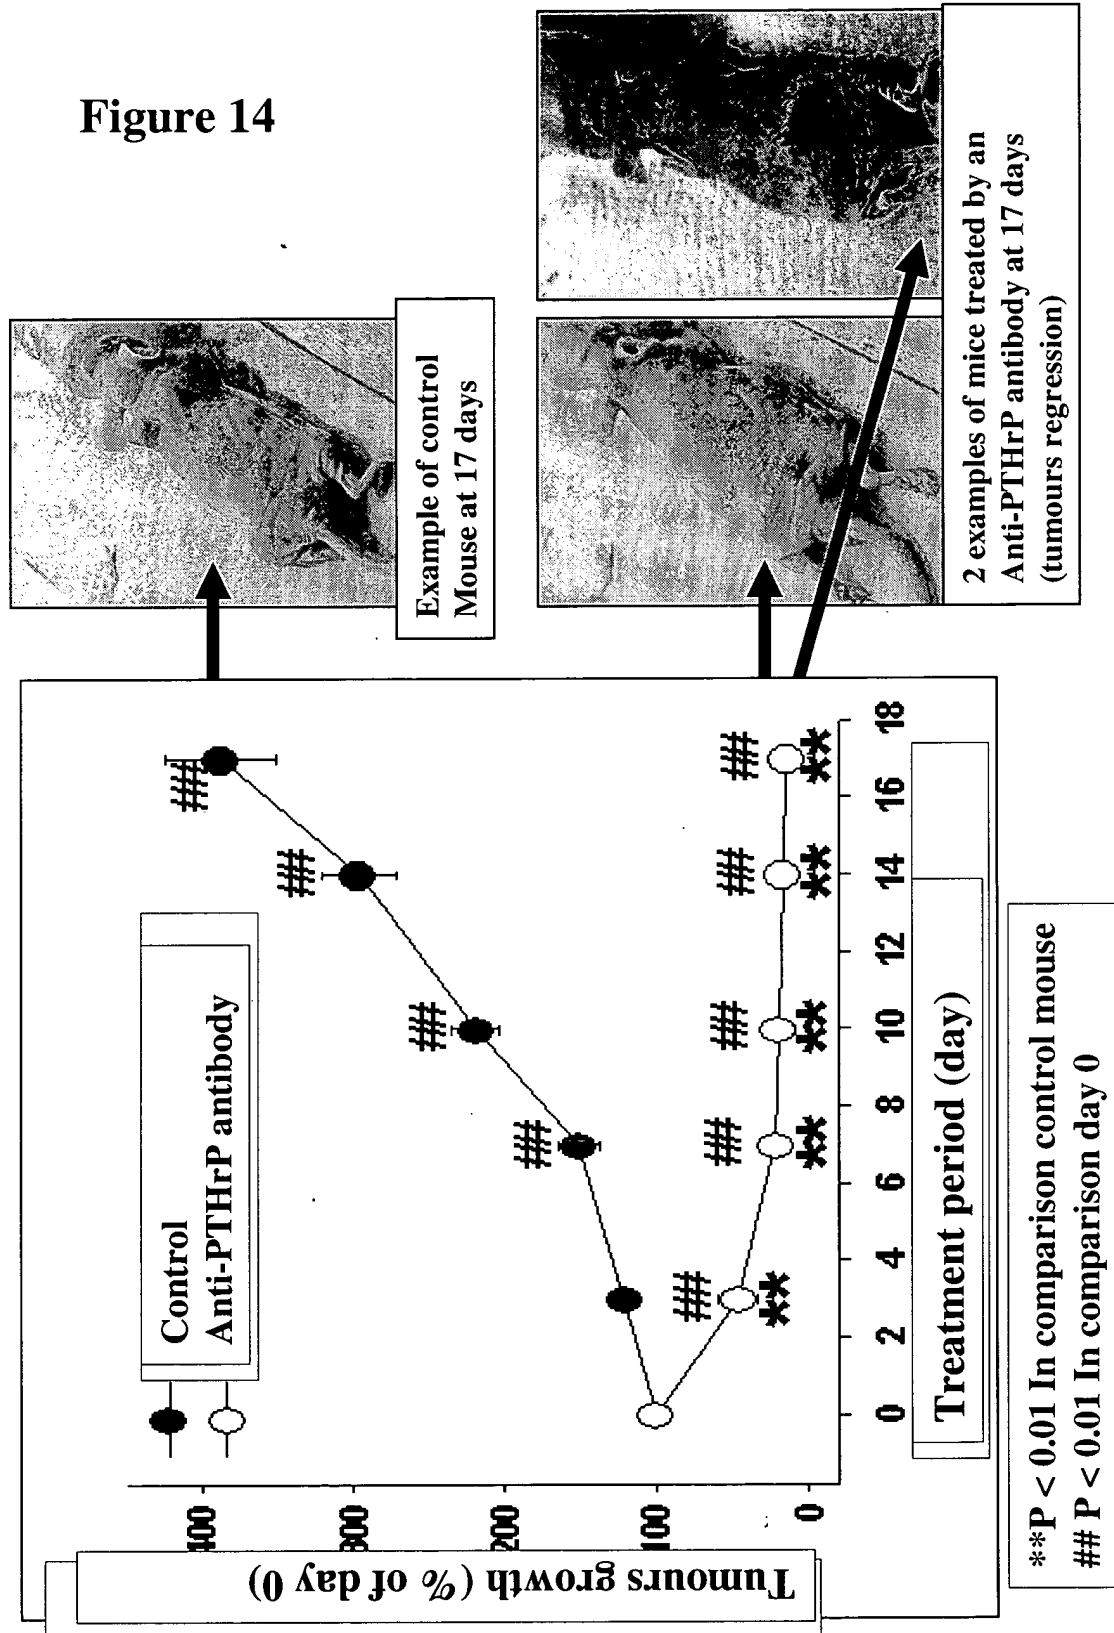 Figure 14
Control
Anti-PTHrP antibody
Tumours growth (% of day 0)
400
300
200
100
0
##
##
##
##
##
##
##
##
##
**
**
**
**
**
0
2
4
6
8
10
12
14
16
18
Treatment period (day)
Example of control
Mouse at 17 days
2 examples of mice treated by an
Anti-PTHrP antibody at 17 days
(tumours regression)
**P < 0.01 In comparison control mouse
## P < 0.01 In comparison day 0